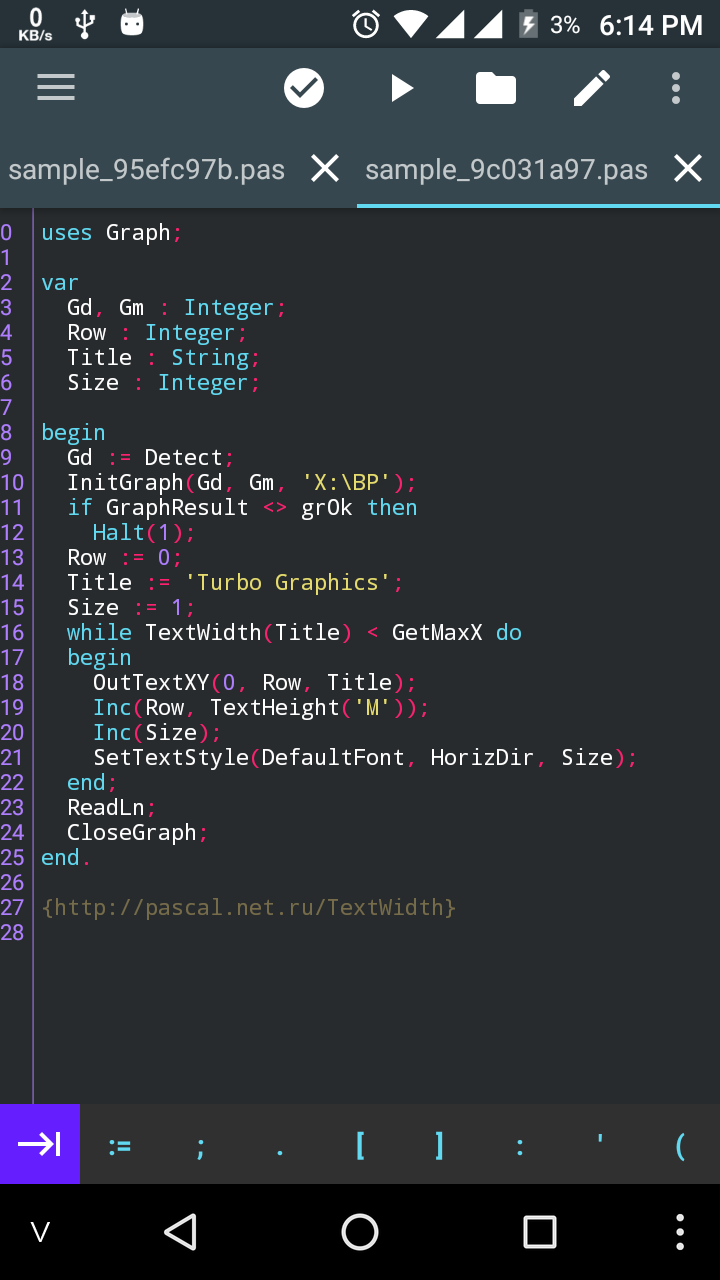 0
KB/s
3%
6:14 PM
sample_95efc97b.pas
sample_9c031a97.pas
0 uses Graph;
1
2 var
3   Gd, Gm : Integer;
4   Row : Integer;
5   Title : String;
6   Size : Integer;
7
8 begin
9   Gd := Detect;
10   InitGraph(Gd, Gm, 'X:\BP');
11   if GraphResult <> grOk then
12     Halt(1);
13   Row := 0;
14   Title := 'Turbo Graphics';
15   Size := 1;
16   while TextWidth(Title) < GetMaxX do
17   begin
18     OutTextXY(0, Row, Title);
19     Inc(Row, TextHeight('M'));
20     Inc(Size);
21     SetTextStyle(DefaultFont, HorizDir, Size);
22   end;
23   ReadLn;
24   CloseGraph;
25 end.
26
27 {http://pascal.net.ru/TextWidth}
28
:= ; . [ ] : ' (